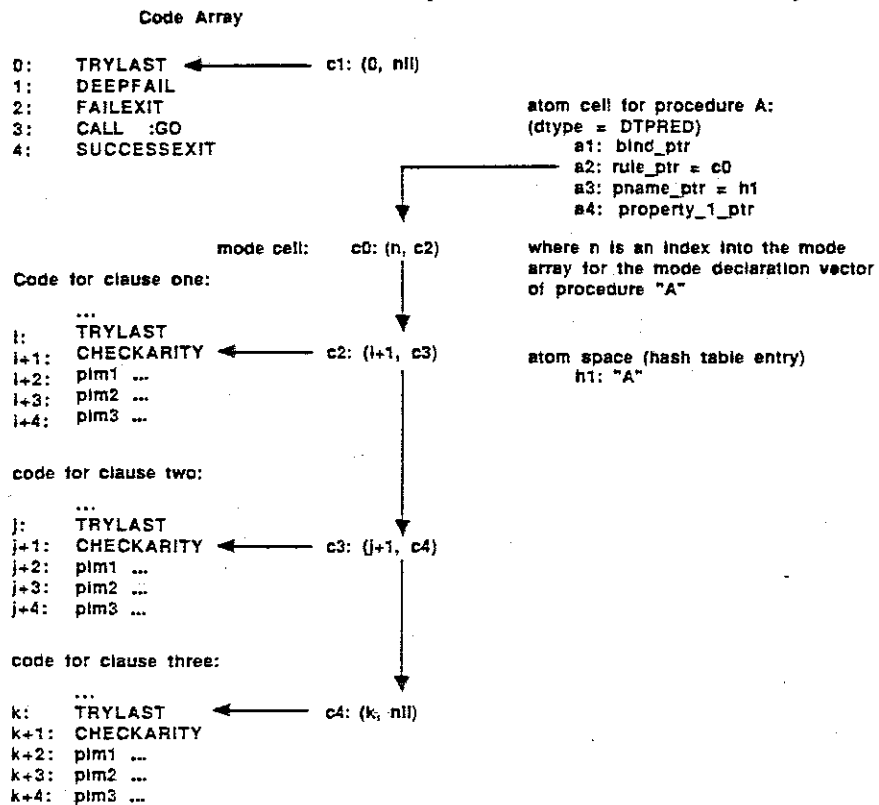 Code Array
0: TRYLAST c1: (0, nil)
1: DEEPFAIL
2: FAILEXIT
3: CALL :GO
4: SUCCESSEXIT
atom cell for procedure A:
(dtype = DTPRED)
a1: bind_ptr
a2: rule_ptr = c0
a3: pname_ptr = h1
a4: property_1_ptr
mode cell: c0: (n, c2)
where n is an index into the mode
array for the mode declaration vector
of procedure "A"
Code for clause one:
...
i: TRYLAST
i+1: CHECKARITY c2: (i+1, c3)
i+2: plm1 ...
i+3: plm2 ...
i+4: plm3 ...
atom space (hash table entry)
h1: "A"
code for clause two:
...
j: TRYLAST
j+1: CHECKARITY c3: (j+1, c4)
j+2: plm1 ...
j+3: plm2 ...
j+4: plm3 ...
code for clause three:
...
k: TRYLAST c4: (k, nil)
k+1: CHECKARITY
k+2: plm1 ...
k+3: plm2 ...
k+4: plm3 ...